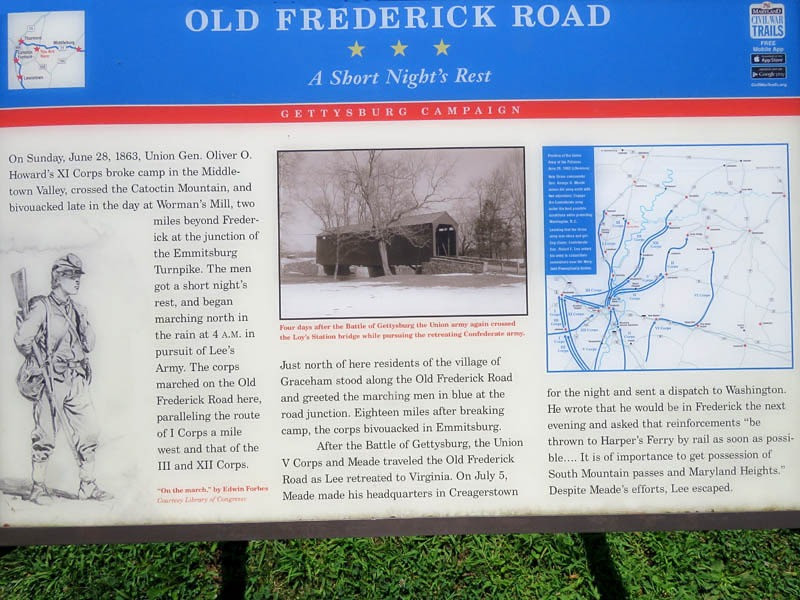 OLD FREDERICK ROAD
A Short Night's Rest
GETTYSBURG CAMPAIGN
Thurmont
Middleburg
Lewistown
MARYLAND
CIVIL WAR
TRAILS
FREE
Mobile App
App Store
Google play
CivilWarTrails.org
On Sunday, June 28, 1863, Union Gen. Oliver O.
Howard's XI Corps broke camp in the Middle-
town Valley, crossed the Catoctin Mountain, and
bivouacked late in the day at Worman's Mill, two
miles beyond Freder-
ick at the junction of
the Emmitsburg
Turnpike. The men
got a short night's
rest, and began
marching north in
the rain at 4 A.M. in
pursuit of Lee's
Army. The corps
marched on the Old
Frederick Road here,
paralleling the route
of I Corps a mile
west and that of the
III and XII Corps.
"On the march," by Edwin Forbes
Courtesy Library of Congress
Four days after the Battle of Gettysburg the Union army again crossed
the Loy's Station bridge while pursuing the retreating Confederate army.
Just north of here residents of the village of
Graceham stood along the Old Frederick Road
and greeted the marching men in blue at the
road junction. Eighteen miles after breaking
camp, the corps bivouacked in Emmitsburg.
After the Battle of Gettysburg, the Union
V Corps and Meade traveled the Old Frederick
Road as Lee retreated to Virginia. On July 5,
Meade made his headquarters in Creagerstown
for the night and sent a dispatch to Washington.
He wrote that he would be in Frederick the next
evening and asked that reinforcements "be
thrown to Harper's Ferry by rail as soon as possi-
ble.... It is of importance to get possession of
South Mountain passes and Maryland Heights."
Despite Meade's efforts, Lee escaped.